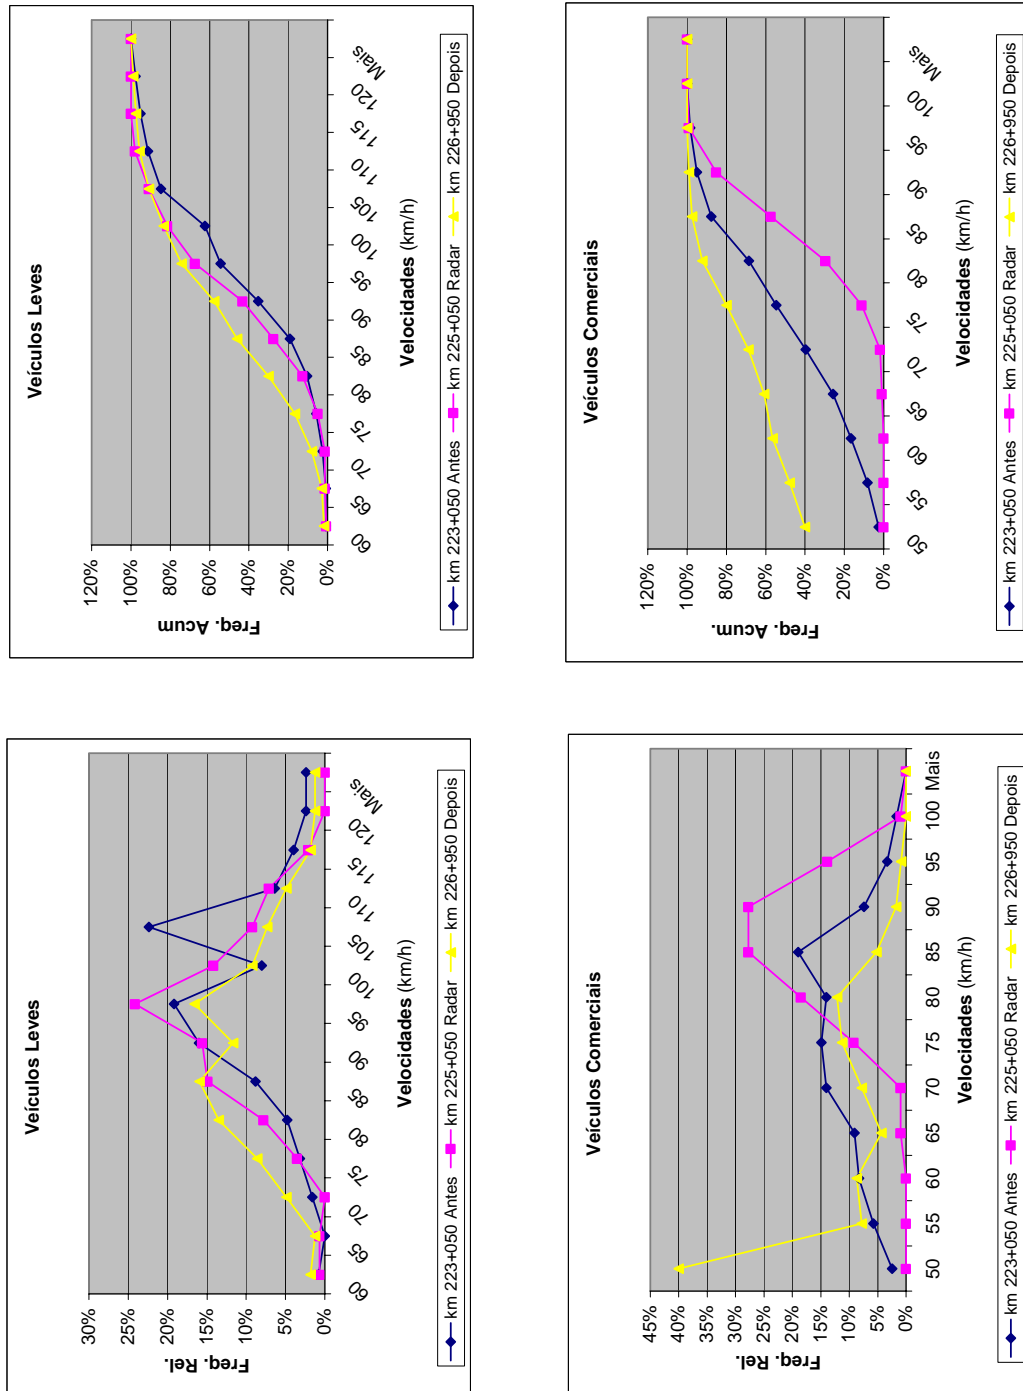 Veículos Leves
30%
25%
20%
15%
10%
5%
0%
Freq. Rel.
60
65
70
75
80
85
90
95
100
105
110
115
120
Mais
Velocidades (km/h)
km 223+050 Antes
km 225+050 Radar
km 226+950 Depois
Veículos Leves
120%
100%
80%
60%
40%
20%
0%
Freq. Acum
60
65
70
75
80
85
90
95
100
105
110
115
120
Mais
Velocidades (km/h)
km 223+050 Antes
km 225+050 Radar
km 226+950 Depois
Veículos Comerciais
45%
40%
35%
30%
25%
20%
15%
10%
5%
0%
Freq. Rel.
50
55
60
65
70
75
80
85
90
95
100
Mais
Velocidades (km/h)
km 223+050 Antes
km 225+050 Radar
km 226+950 Depois
Veículos Comerciais
120%
100%
80%
60%
40%
20%
0%
Freq. Acum.
50
55
60
65
70
75
80
85
90
95
100
Mais
Velocidades (km/h)
km 223+050 Antes
km 225+050 Radar
km 226+950 Depois